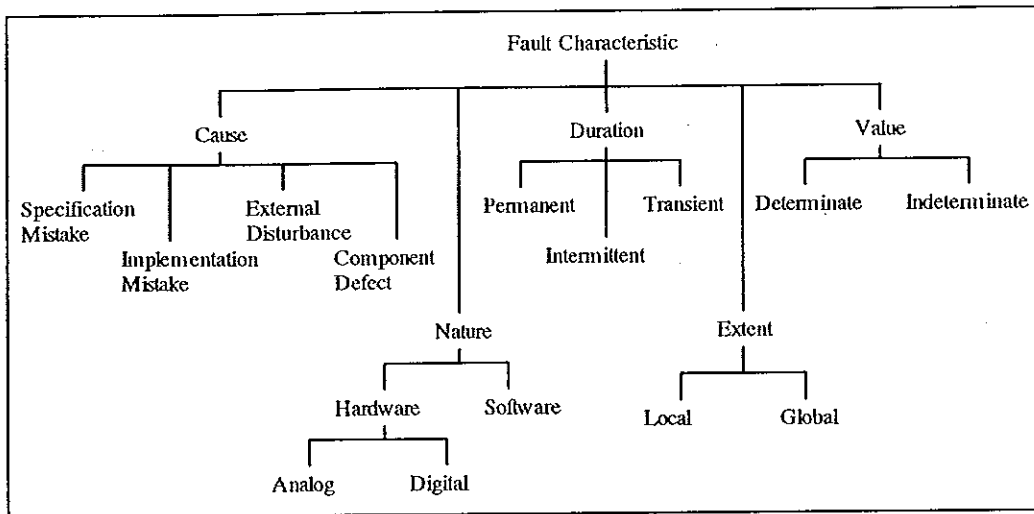 Fault Characteristic
Cause
Duration
Value
Specification
Mistake
Implementation
Mistake
External
Disturbance
Component
Defect
Permanent
Intermittent
Transient
Determinate
Indeterminate
Nature
Extent
Hardware
Software
Local
Global
Analog
Digital